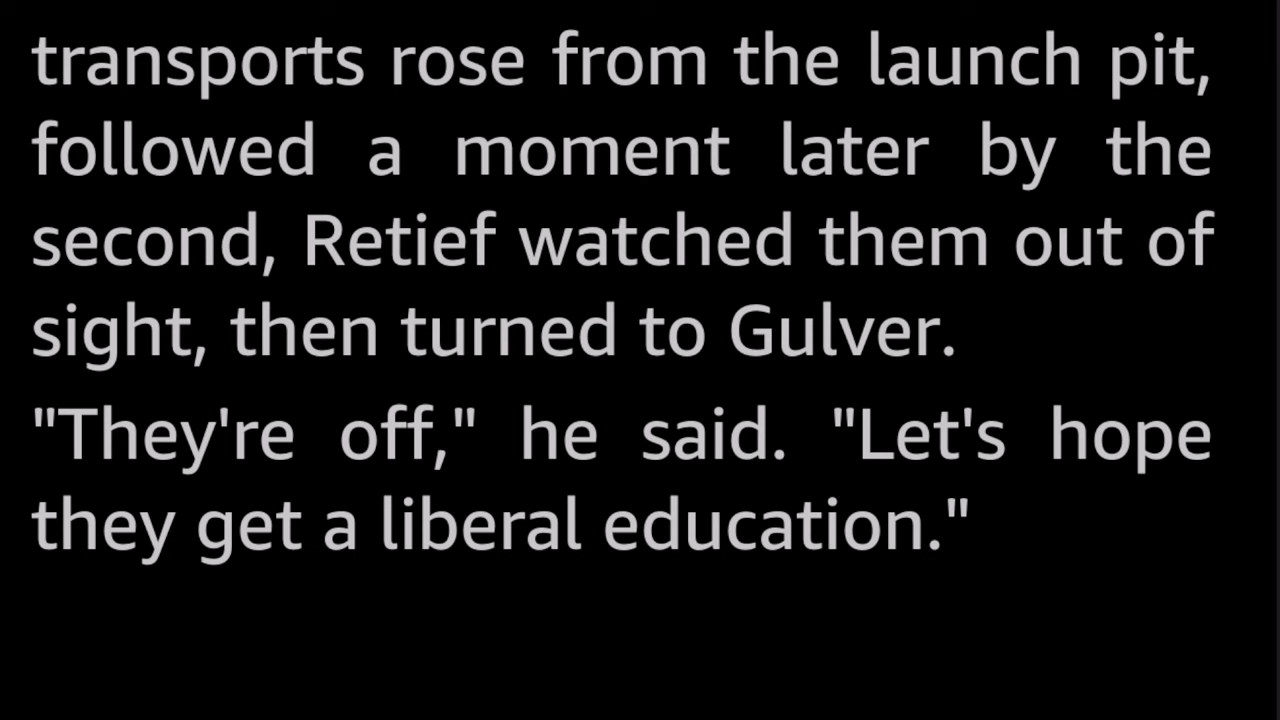 transports rose from the launch pit,
followed a moment later by the
second, Retief watched them out of
sight, then turned to Gulver.
"They're off," he said. "Let's hope
they get a liberal education."